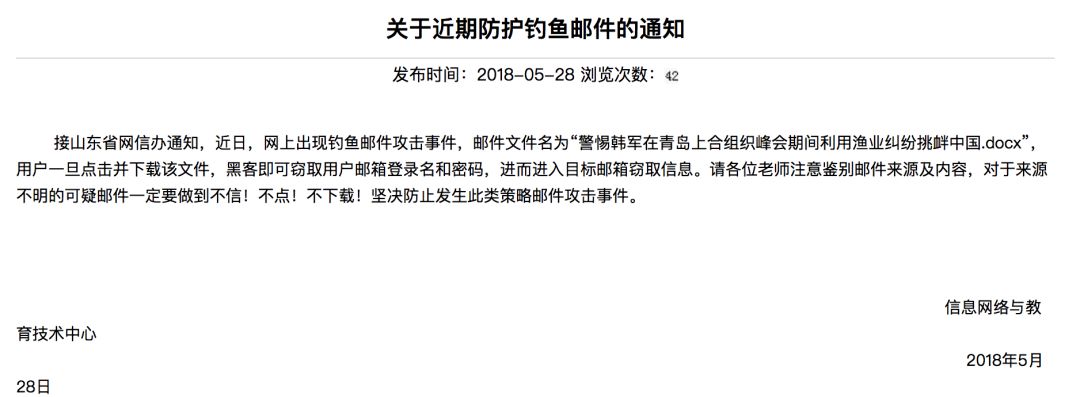 关于近期防护钓鱼邮件的通知
发布时间：2018-05-28 浏览次数：42
接山东省网信办通知，近日，网上出现钓鱼邮件攻击事件，邮件文件名为“警惕韩军在青岛上合组织峰会期间利用渔业纠纷挑衅中国.docx”，
用户一旦点击并下载该文件，黑客即可窃取用户邮箱登录名和密码，进而进入目标邮箱窃取信息。请各位老师注意鉴别邮件来源及内容，对于来源
不明的可疑邮件一定要做到不信！不点！不下载！坚决防止发生此类策略邮件攻击事件。
信息网络与教
育技术中心
2018年5月
28日